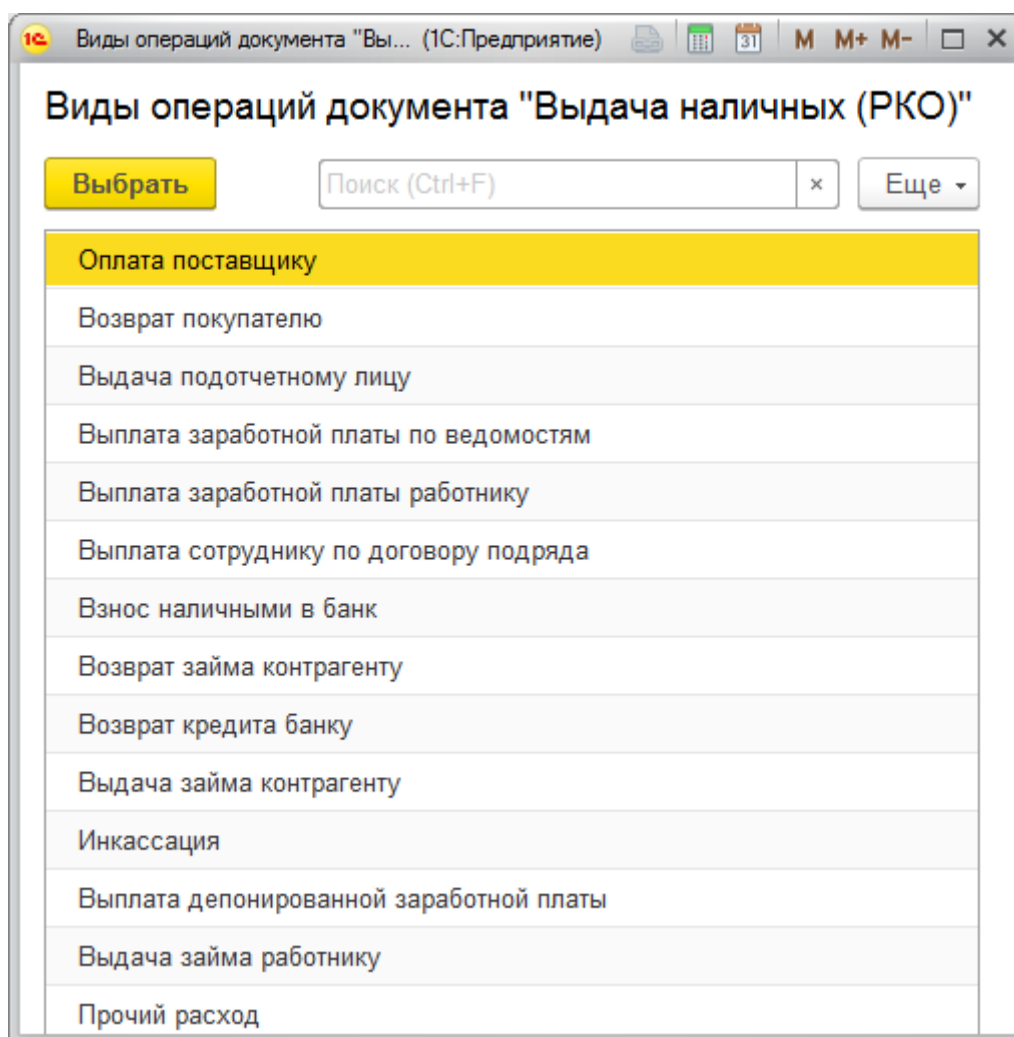 1С Виды операций документа "Вы... (1С:Предприятие) 31 M M+ M-
Виды операций документа "Выдача наличных (РКО)"
Выбрать Поиск (Ctrl+F) × Еще
Оплата поставщику
Возврат покупателю
Выдача подотчетному лицу
Выплата заработной платы по ведомостям
Выплата заработной платы работнику
Выплата сотруднику по договору подряда
Взнос наличными в банк
Возврат займа контрагенту
Возврат кредита банку
Выдача займа контрагенту
Инкассация
Выплата депонированной заработной платы
Выдача займа работнику
Прочий расход